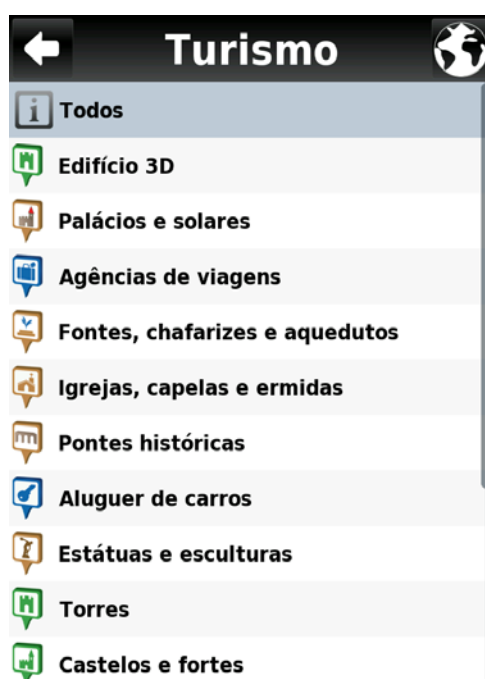 Turismo
Todos
Edifício 3D
Palácios e solares
Agências de viagens
Fontes, chafarizes e aquedutos
Igrejas, capelas e ermidas
Pontes históricas
Aluguer de carros
Estátuas e esculturas
Torres
Castelos e fortes